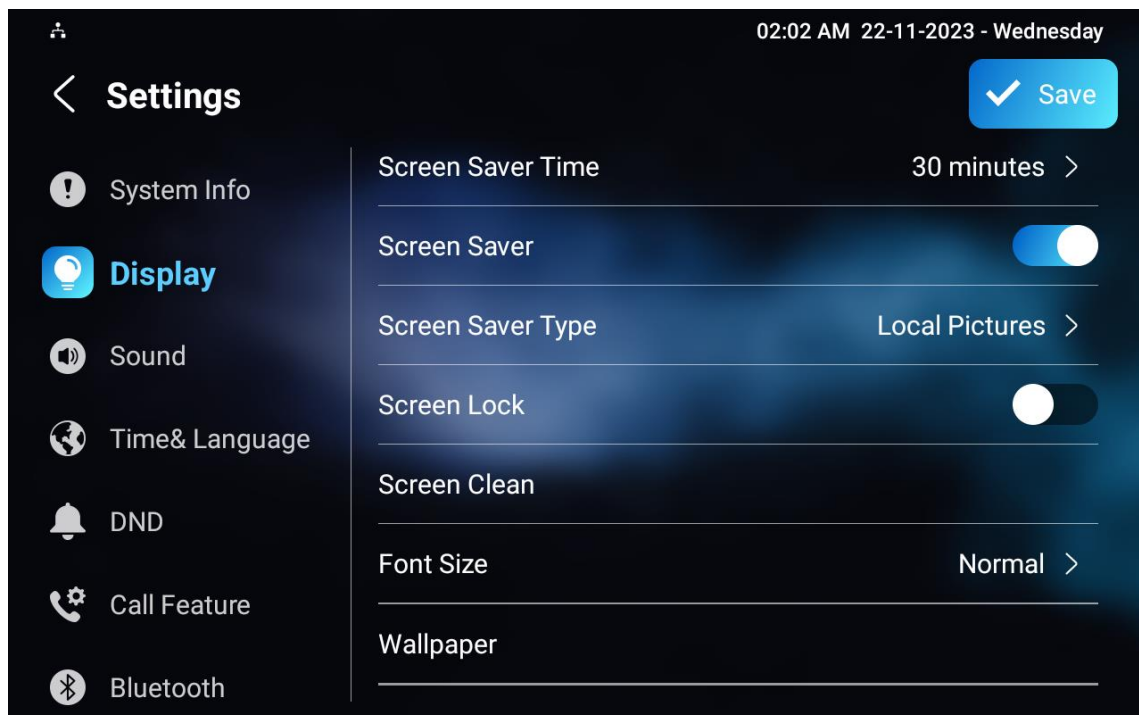 02:02 AM 22-11-2023 - Wednesday
Settings
Save
System Info
Display
Sound
Time& Language
DND
Call Feature
Bluetooth
Screen Saver Time 30 minutes
Screen Saver
Screen Saver Type Local Pictures
Screen Lock
Screen Clean
Font Size Normal
Wallpaper